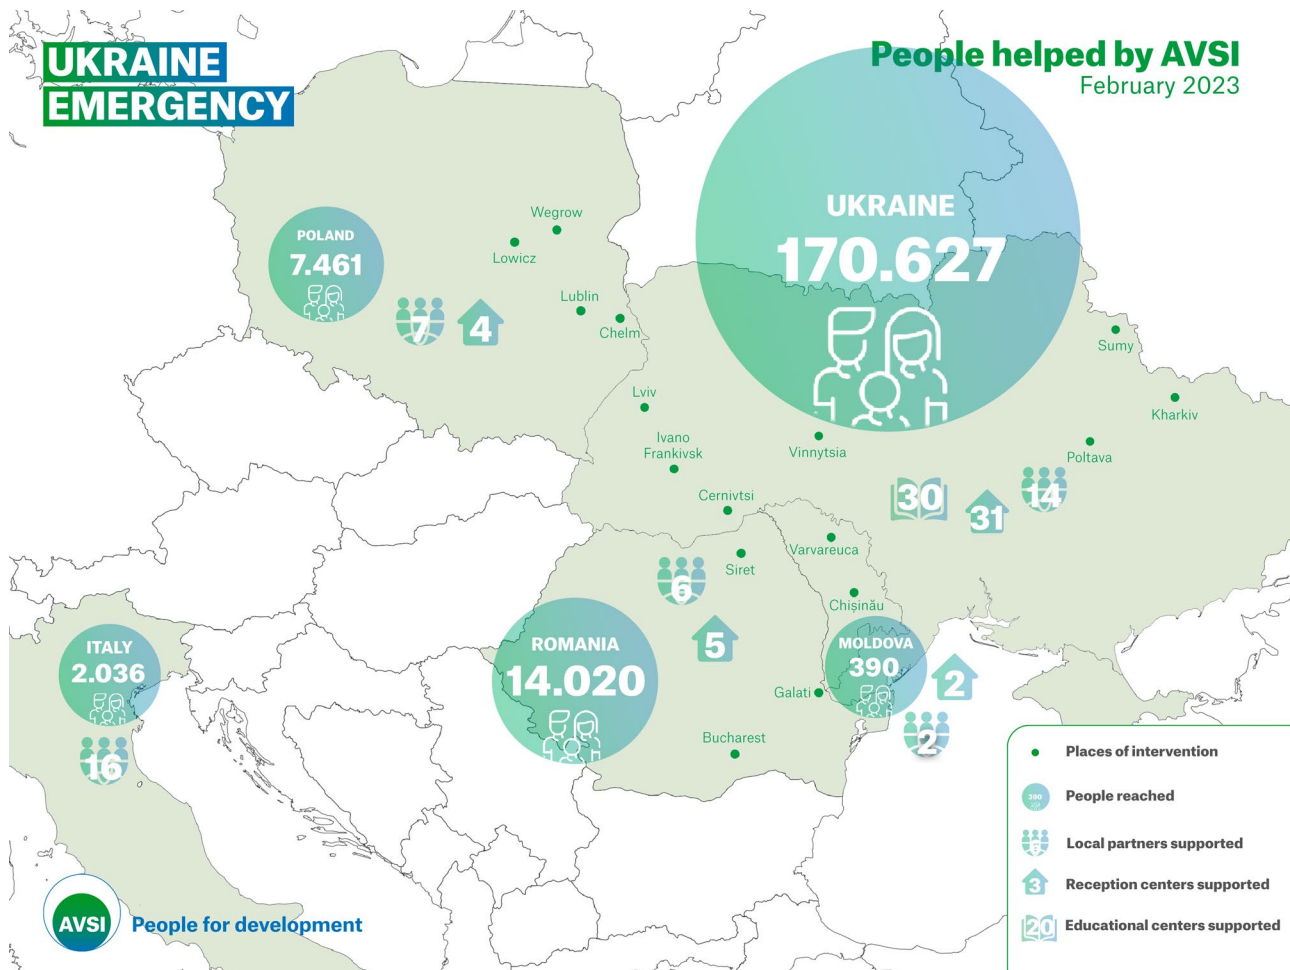 UKRAINE
EMERGENCY
People helped by AVSI
February 2023
UKRAINE
170.627
POLAND
7.461
7
4
Wegrow
Lowicz
Lublin
Chelm
Sumy
Kharkiv
Poltava
Lviv
Ivano
Frankivsk
Vinnytsia
Cernivtsi
30
31
14
Varvareuca
Siret
6
Chișinău
5
ITALY
2.036
16
ROMANIA
14.020
MOLDOVA
390
2
2
Galati
Bucharest
Places of intervention
390
People reached
Local partners supported
3
Reception centers supported
20
Educational centers supported
AVSI
People for development